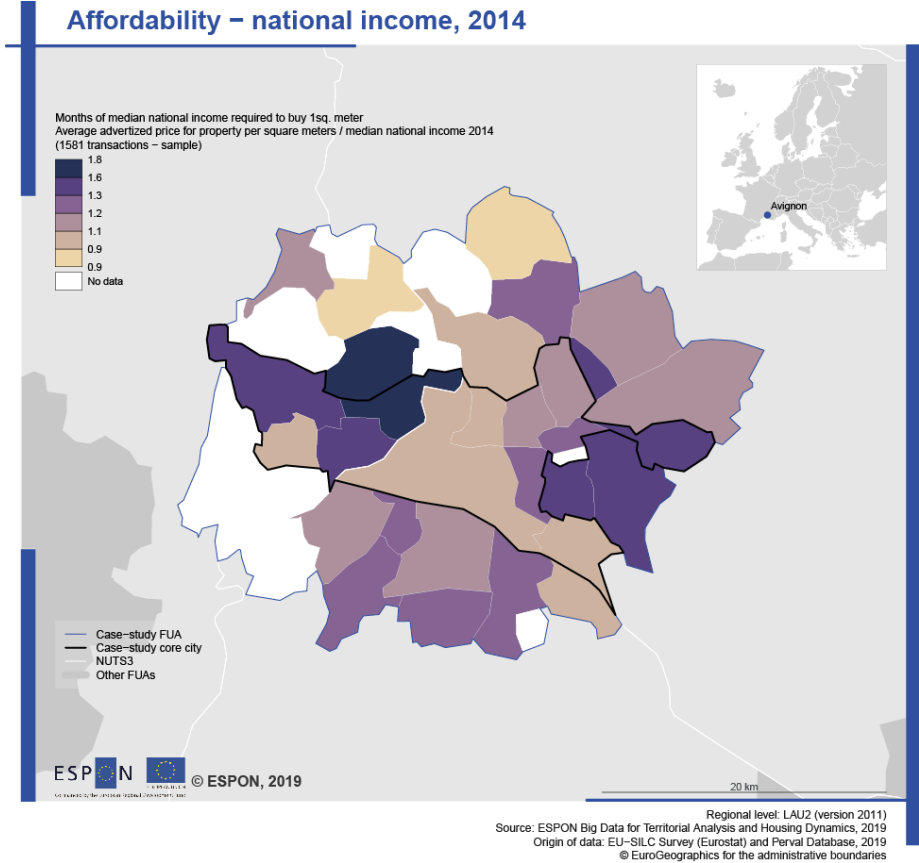 Affordability − national income, 2014
Months of median national income required to buy 1sq. meter
Average advertized price for property per square meters / median national income 2014
(1581 transactions − sample)
1.8
1.6
1.3
1.2
1.1
0.9
0.9
No data
Avignon
Case−study FUA
Case−study core city
NUTS3
Other FUAs
ESPON
© ESPON, 2019
20 km
Regional level: LAU2 (version 2011)
Source: ESPON Big Data for Territorial Analysis and Housing Dynamics, 2019
Origin of data: EU−SILC Survey (Eurostat) and Perval Database, 2019
© EuroGeographics for the administrative boundaries